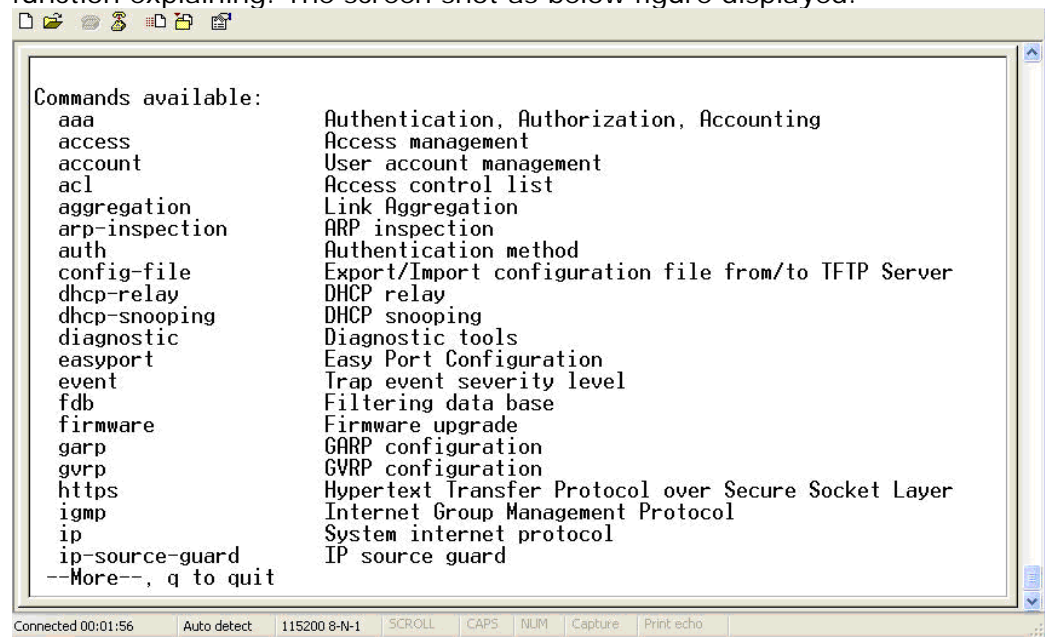 function explaining. The screen shot as below figure displayed.
Commands available:
aaa Authentication, Authorization, Accounting
access Access management
account User account management
acl Access control list
aggregation Link Aggregation
arp-inspection ARP inspection
auth Authentication method
config-file Export/Import configuration file from/to TFTP Server
dhcp-relay DHCP relay
dhcp-snooping DHCP snooping
diagnostic Diagnostic tools
easyport Easy Port Configuration
event Trap event severity level
fdb Filtering data base
firmware Firmware upgrade
garp GARP configuration
gvrp GVRP configuration
https Hypertext Transfer Protocol over Secure Socket Layer
igmp Internet Group Management Protocol
ip System internet protocol
ip-source-guard IP source guard
--More--, q to quit
Connected 00:01:56 Auto detect 115200 8-N-1 SCROLL CAPS NUM Capture Print echo